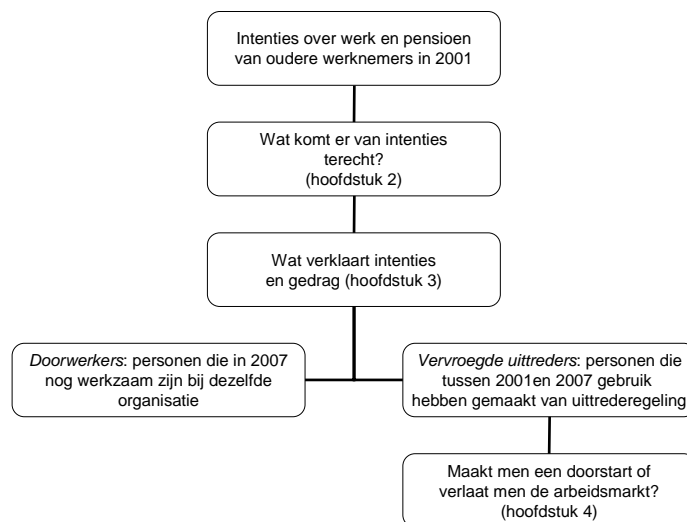 Intenties over werk en pensioen
van oudere werknemers in 2001
Wat komt er van intenties
terecht?
(hoofdstuk 2)
Wat verklaart intenties
en gedrag (hoofdstuk 3)
Doorwerkers: personen die in 2007
nog werkzaam zijn bij dezelfde
organisatie
Vervroegde uittreders: personen die
tussen 2001en 2007 gebruik
hebben gemaakt van uittrederegeling
Maakt men een doorstart of
verlaat men de arbeidsmarkt?
(hoofdstuk 4)